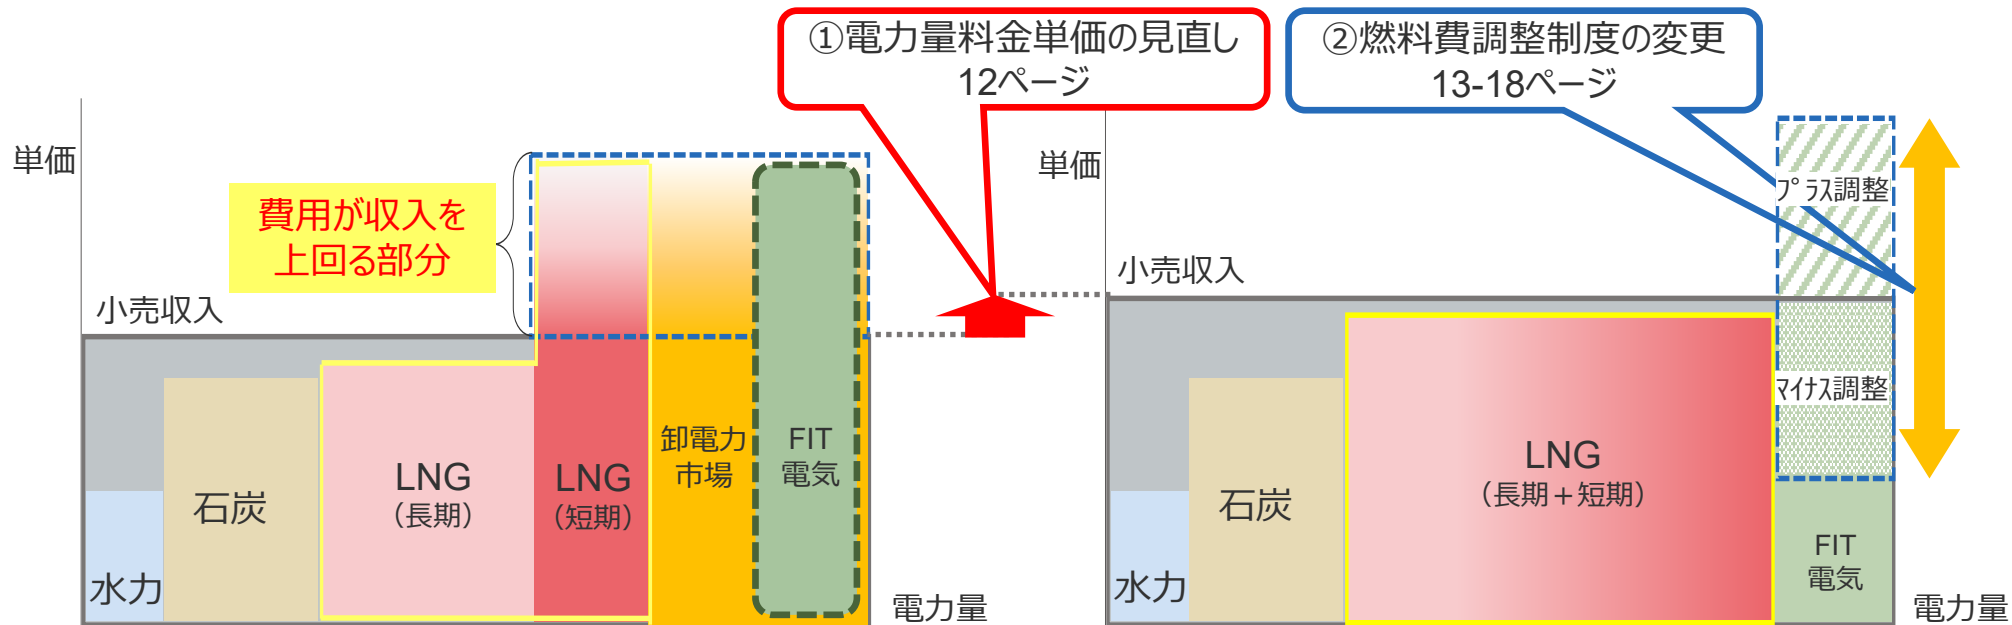 ①電力量料金単価の見直し
12ページ
②燃料費調整制度の変更
13-18ページ
単価
費用が収入を
上回る部分
小売収入
水力
石炭
LNG
（長期）
LNG
（短期）
卸電力
市場
FIT
電気
電力量
単価
小売収入
水力
石炭
LNG
（長期＋短期）
ﾌﾟﾗｽ調整
ﾏｲﾅｽ調整
FIT
電気
電力量